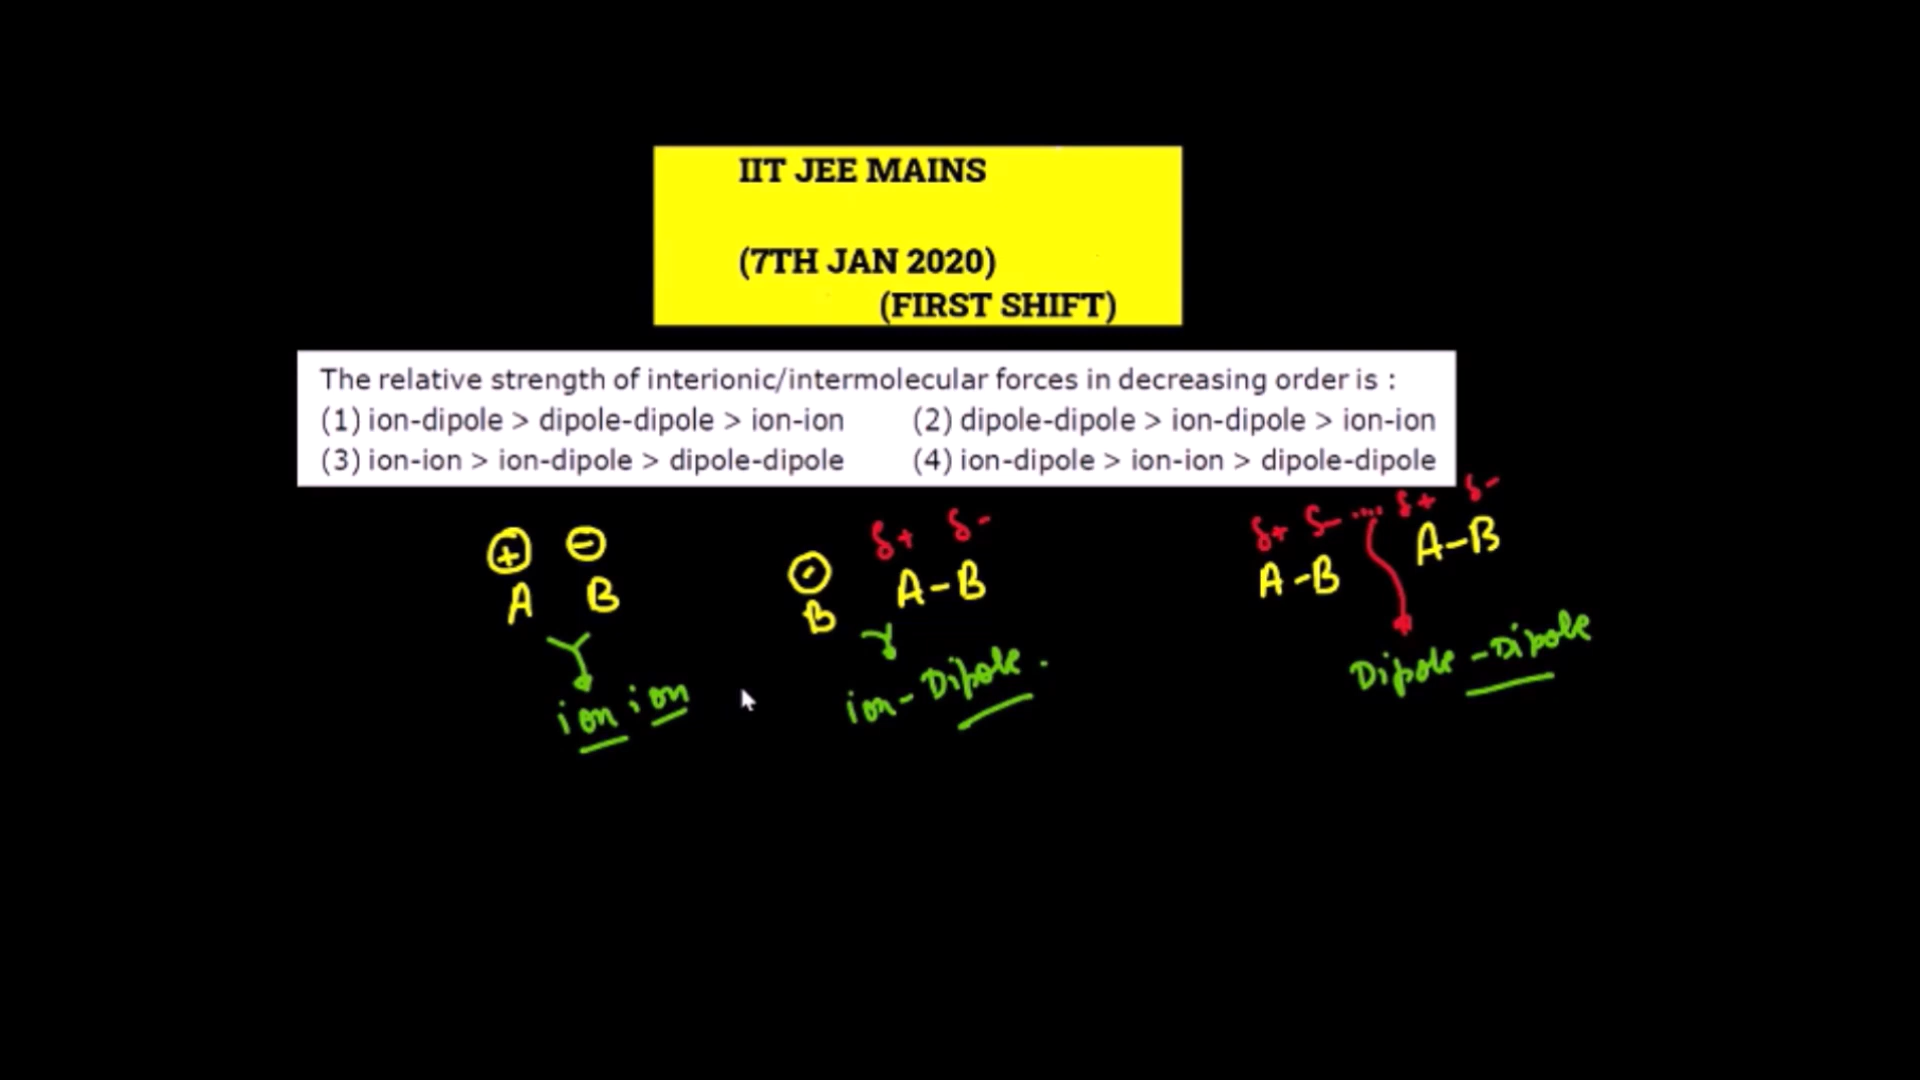 IIT JEE MAINS
(7TH JAN 2020)
(FIRST SHIFT)
The relative strength of interionic/intermolecular forces in decreasing order is :
(1) ion-dipole > dipole-dipole > ion-ion (2) dipole-dipole > ion-dipole > ion-ion
(3) ion-ion > ion-dipole > dipole-dipole (4) ion-dipole > ion-ion > dipole-dipole
+ - - δ+ δ- δ+ δ- .... δ+ δ-
A B B A-B A-B A-B
ion ion ion-Dipole. Dipole-Dipole